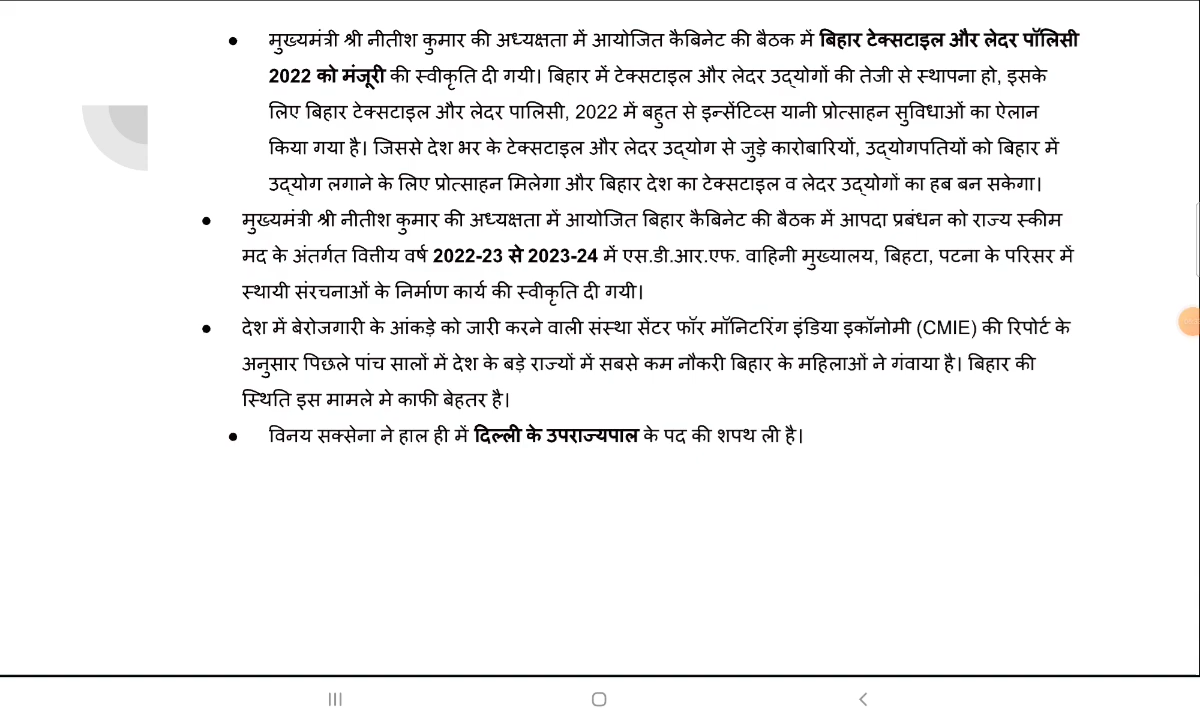 ● मुख्यमंत्री श्री नीतीश कुमार की अध्यक्षता में आयोजित कैबिनेट की बैठक में बिहार टेक्सटाइल और लेदर पॉलिसी
2022 को मंजूरी की स्वीकृति दी गयी। बिहार में टेक्सटाइल और लेदर उद्योगों की तेजी से स्थापना हो, इसके
लिए बिहार टेक्सटाइल और लेदर पालिसी, 2022 में बहुत से इन्सेंटिव्स यानी प्रोत्साहन सुविधाओं का ऐलान
किया गया है। जिससे देश भर के टेक्सटाइल और लेदर उद्योग से जुड़े कारोबारियों, उद्योगपतियों को बिहार में
उद्योग लगाने के लिए प्रोत्साहन मिलेगा और बिहार देश का टेक्सटाइल व लेदर उद्योगों का हब बन सकेगा।
● मुख्यमंत्री श्री नीतीश कुमार की अध्यक्षता में आयोजित बिहार कैबिनेट की बैठक में आपदा प्रबंधन को राज्य स्कीम
मद के अंतर्गत वित्तीय वर्ष 2022-23 से 2023-24 में एस.डी.आर.एफ. वाहिनी मुख्यालय, बिहटा, पटना के परिसर में
स्थायी संरचनाओं के निर्माण कार्य की स्वीकृति दी गयी।
● देश में बेरोजगारी के आंकड़े को जारी करने वाली संस्था सेंटर फॉर मॉनिटरिंग इंडिया इकॉनोमी (CMIE) की रिपोर्ट के
अनुसार पिछले पांच सालों में देश के बड़े राज्यों में सबसे कम नौकरी बिहार के महिलाओं ने गंवाया है। बिहार की
स्थिति इस मामले मे काफी बेहतर है।
● विनय सक्सेना ने हाल ही में दिल्ली के उपराज्यपाल के पद की शपथ ली है।